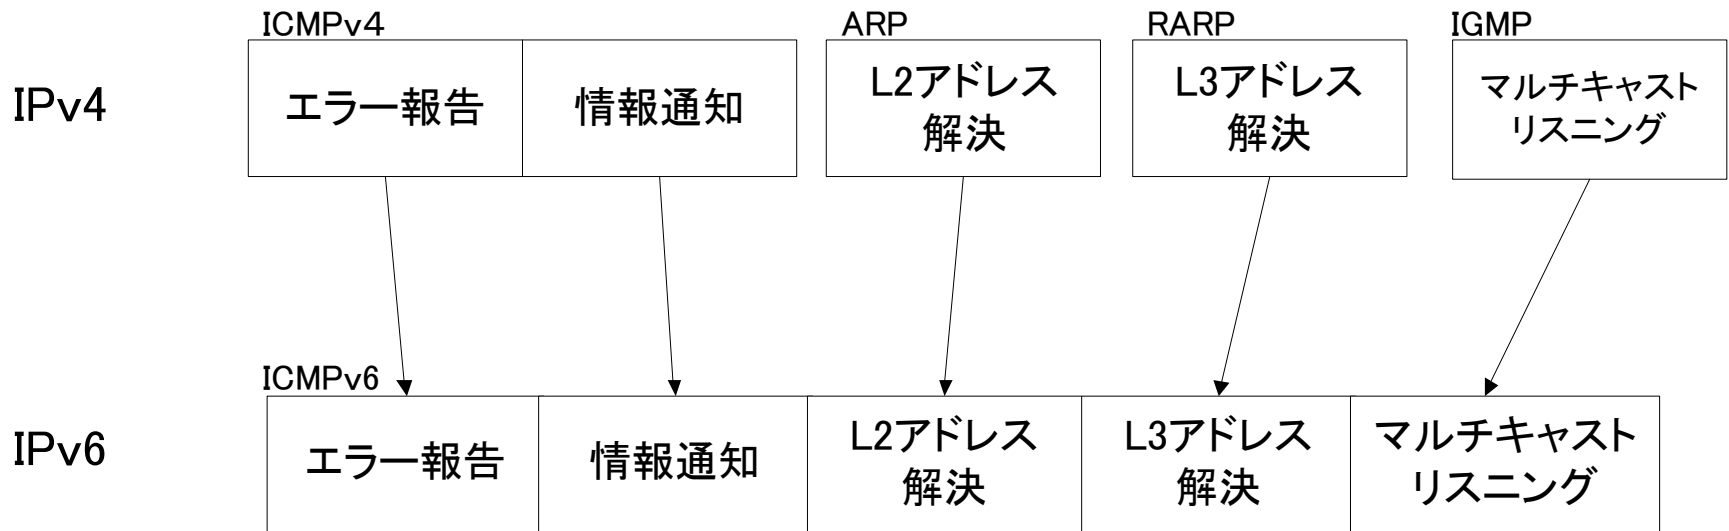 ICMPv4
ARP
RARP
IGMP
IPv4
エラー報告
情報通知
L2アドレス
解決
L3アドレス
解決
マルチキャスト
リスニング
ICMPv6
IPv6
エラー報告
情報通知
L2アドレス
解決
L3アドレス
解決
マルチキャスト
リスニング